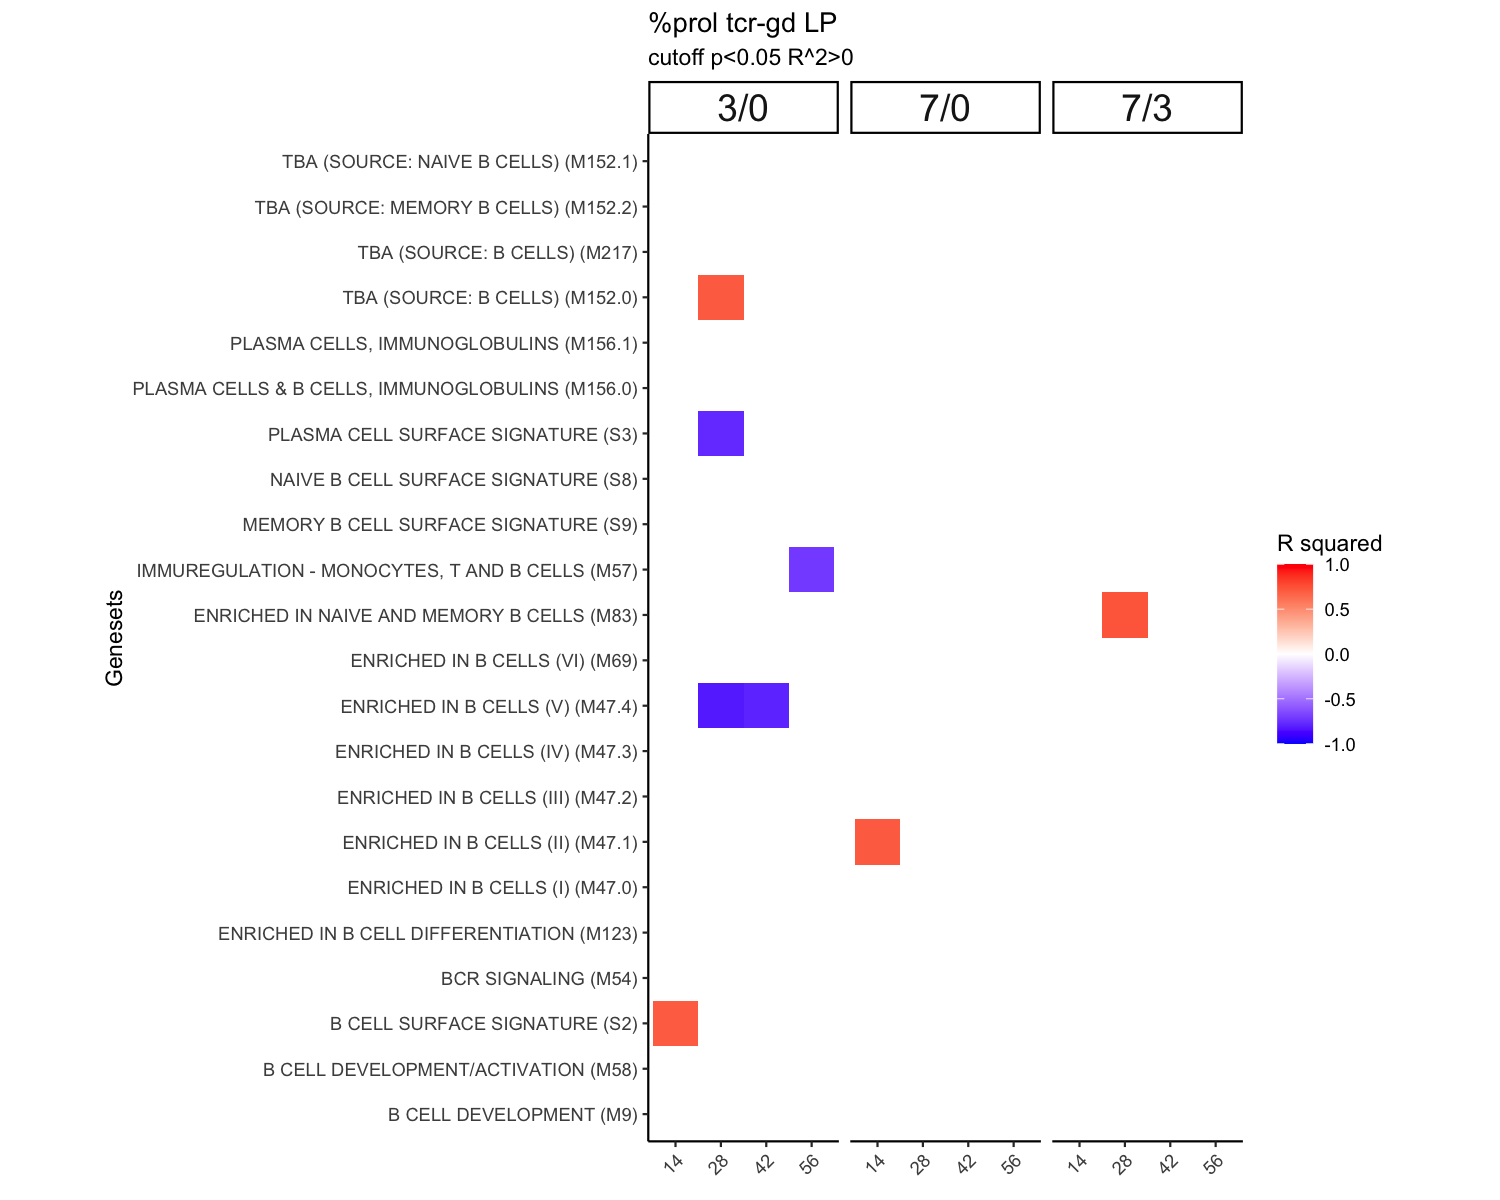 %prol tcr-gd LP
cutoff p<0.05 R^2>0
3/0 7/0 7/3
Genesets
TBA (SOURCE: NAIVE B CELLS) (M152.1)
TBA (SOURCE: MEMORY B CELLS) (M152.2)
TBA (SOURCE: B CELLS) (M217)
TBA (SOURCE: B CELLS) (M152.0)
PLASMA CELLS, IMMUNOGLOBULINS (M156.1)
PLASMA CELLS & B CELLS, IMMUNOGLOBULINS (M156.0)
PLASMA CELL SURFACE SIGNATURE (S3)
NAIVE B CELL SURFACE SIGNATURE (S8)
MEMORY B CELL SURFACE SIGNATURE (S9)
IMMUREGULATION - MONOCYTES, T AND B CELLS (M57)
ENRICHED IN NAIVE AND MEMORY B CELLS (M83)
ENRICHED IN B CELLS (VI) (M69)
ENRICHED IN B CELLS (V) (M47.4)
ENRICHED IN B CELLS (IV) (M47.3)
ENRICHED IN B CELLS (III) (M47.2)
ENRICHED IN B CELLS (II) (M47.1)
ENRICHED IN B CELLS (I) (M47.0)
ENRICHED IN B CELL DIFFERENTIATION (M123)
BCR SIGNALING (M54)
B CELL SURFACE SIGNATURE (S2)
B CELL DEVELOPMENT/ACTIVATION (M58)
B CELL DEVELOPMENT (M9)
14 28 42 56 14 28 42 56 14 28 42 56
R squared
1.0
0.5
0.0
-0.5
-1.0